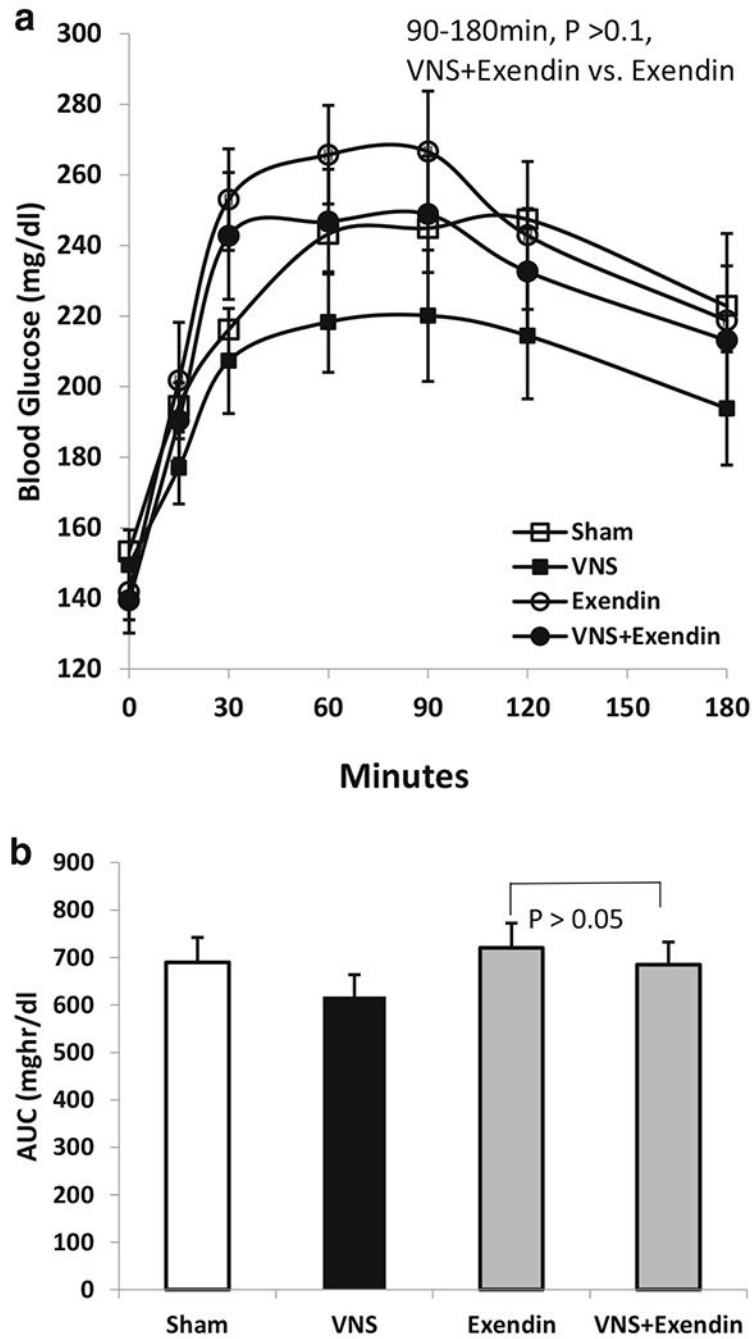 a
90-180min, P >0.1,
VNS+Exendin vs. Exendin
Blood Glucose (mg/dl)
300
280
260
240
220
200
180
160
140
120
Sham
VNS
Exendin
VNS+Exendin
0 30 60 90 120 150 180
Minutes
b
AUC (mghr/dl
900
800
700
600
500
400
300
200
100
0
P > 0.05
Sham VNS Exendin VNS+Exendin